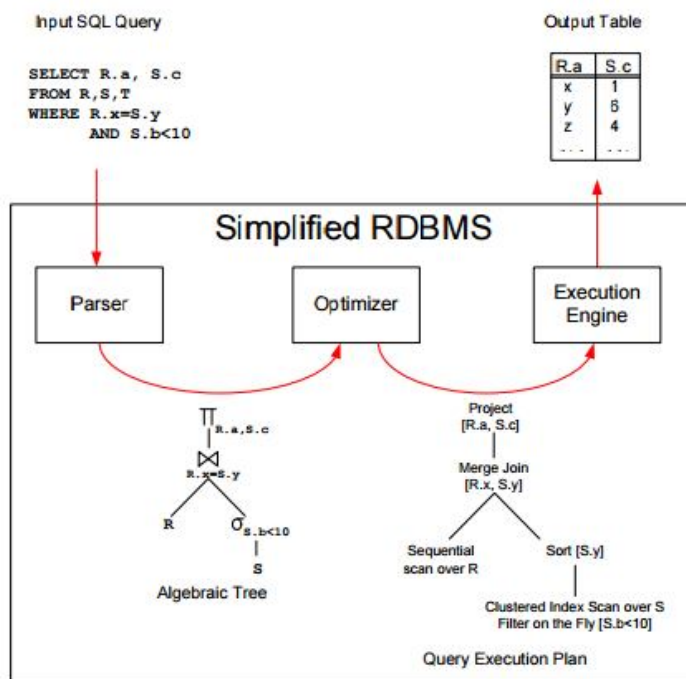 Input SQL Query
SELECT R.a, S.c
FROM R,S,T
WHERE R.x=S.y
AND S.b<10
Output Table
R.a S.c
x 1
y 6
z 4
... ...
Simplified RDBMS
Parser
Optimizer
Execution
Engine
∏ R.a,S.c
⋈
R.x=S.y
R
σ S.b<10
S
Algebraic Tree
Project
[R.a, S.c]
Merge Join
[R.x, S.y]
Sequential
scan over R
Sort [S.y]
Clustered Index Scan over S
Filter on the Fly [S.b<10]
Query Execution Plan